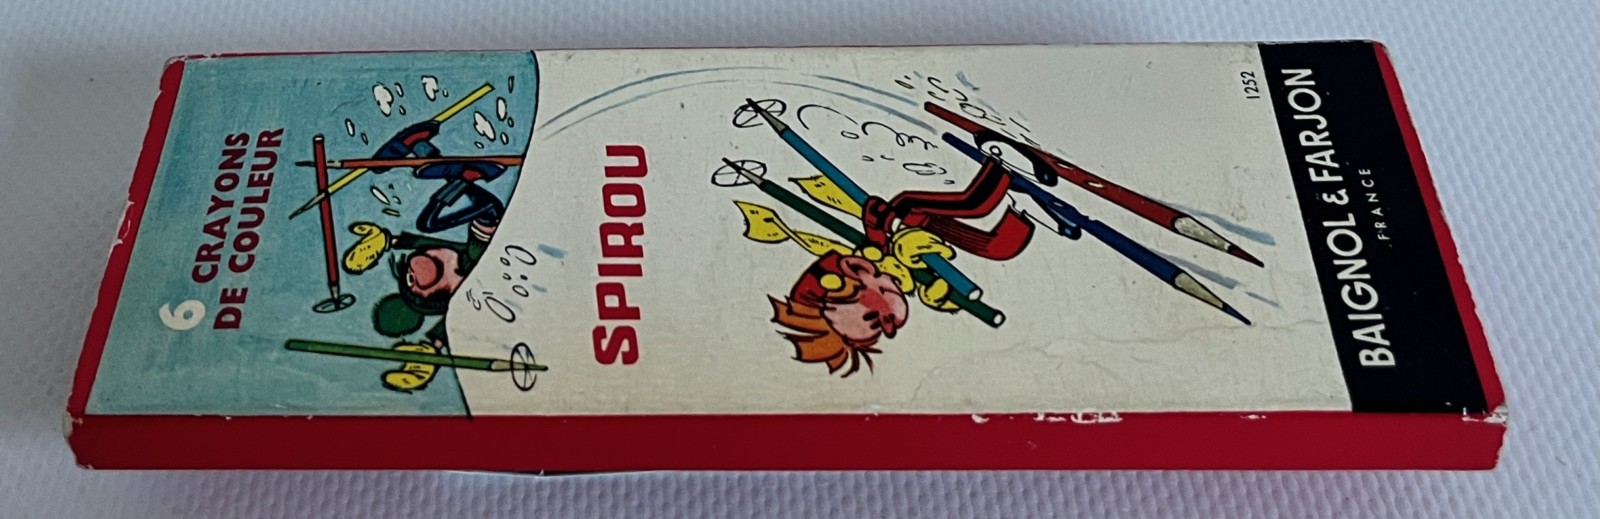 6 CRAYONS
DE COULEUR
SPIROU
1252
BAIGNOL & FARJON
FRANCE